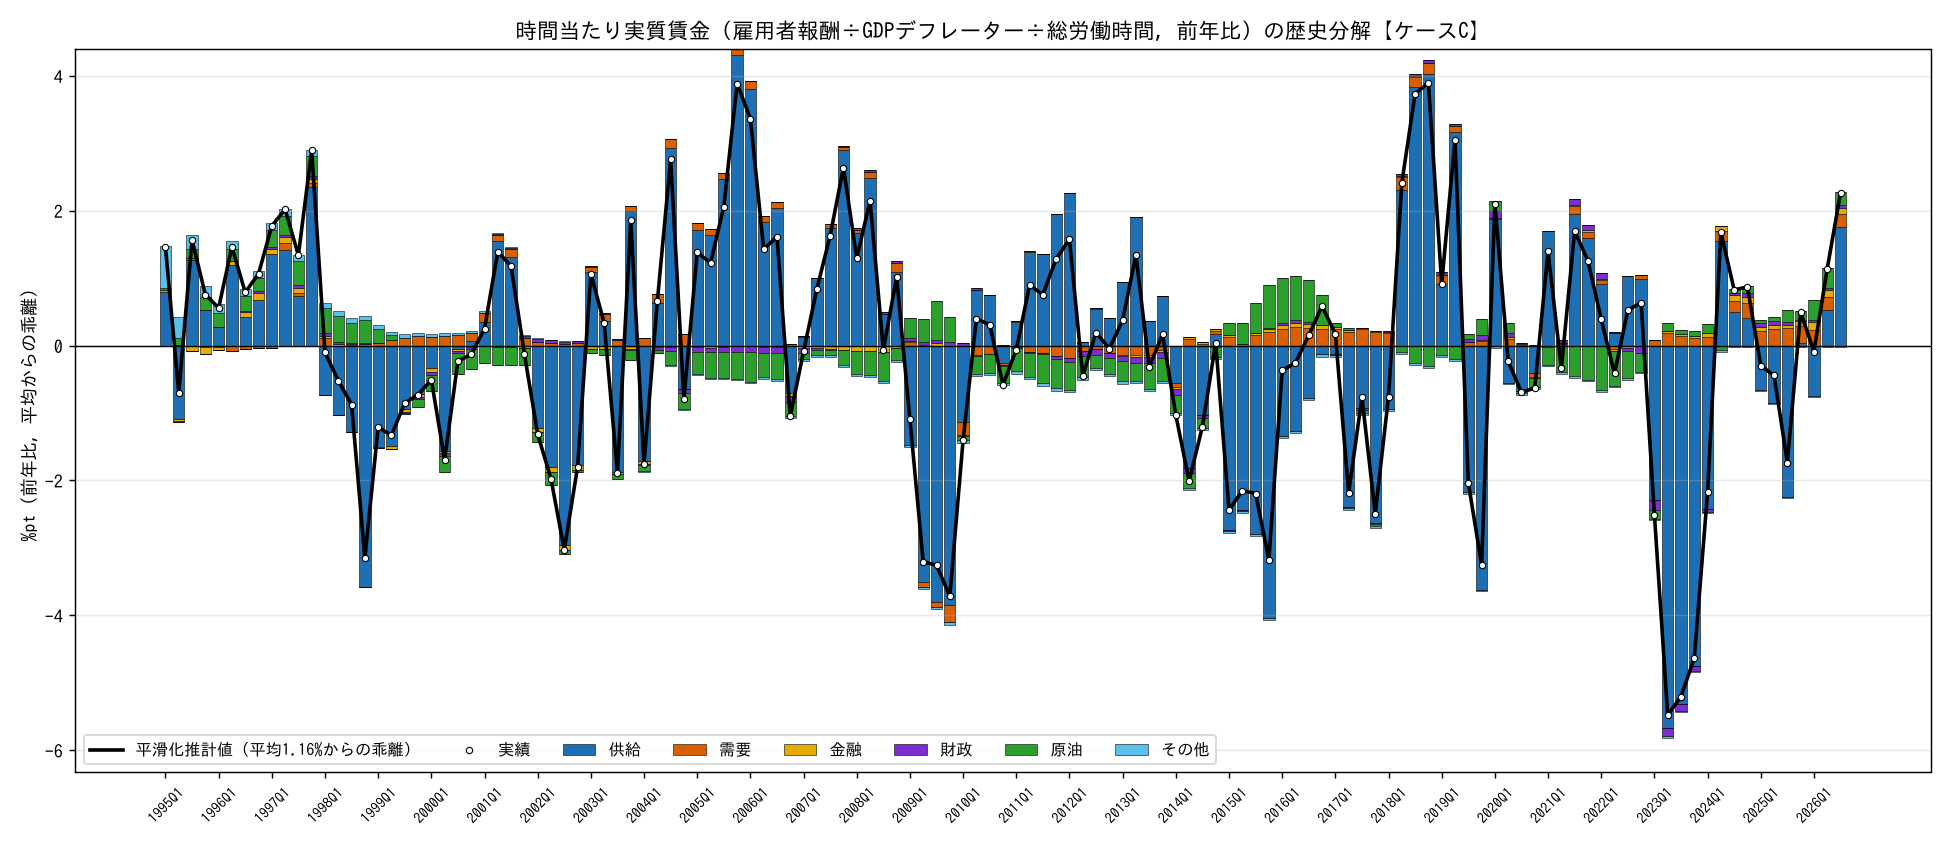 時間当たり実質賃金（雇用者報酬÷GDPデフレーター÷総労働時間, 前年比）の歴史分解【ケースC】
%pt（前年比, 平均からの乖離）
4
2
0
−2
−4
−6
平滑化推計値（平均1.16%からの乖離） 実績 供給 需要 金融 財政 原油 その他
1995Q1 1996Q1 1997Q1 1998Q1 1999Q1 2000Q1 2001Q1 2002Q1 2003Q1 2004Q1 2005Q1 2006Q1 2007Q1 2008Q1 2009Q1 2010Q1 2011Q1 2012Q1 2013Q1 2014Q1 2015Q1 2016Q1 2017Q1 2018Q1 2019Q1 2020Q1 2021Q1 2022Q1 2023Q1 2024Q1 2025Q1 2026Q1